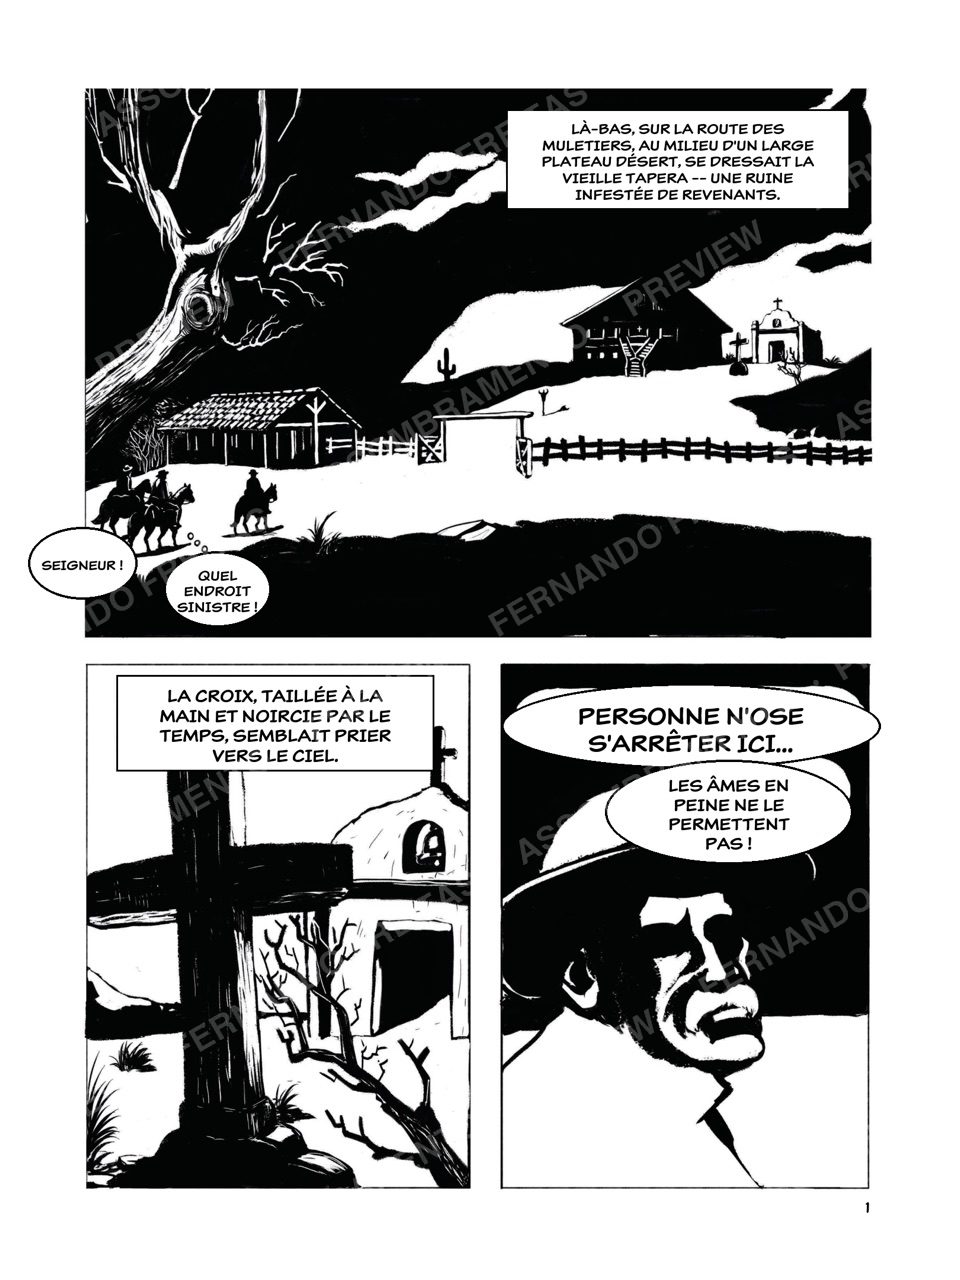 LÀ-BAS, SUR LA ROUTE DES
MULETIERS, AU MILIEU D'UN LARGE
PLATEAU DÉSERT, SE DRESSAIT LA
VIEILLE TAPERA -- UNE RUINE
INFESTÉE DE REVENANTS.
SEIGNEUR !
QUEL
ENDROIT
SINISTRE !
LA CROIX, TAILLÉE À LA
MAIN ET NOIRCIE PAR LE
TEMPS, SEMBLAIT PRIER
VERS LE CIEL.
PERSONNE N'OSE
S'ARRÊTER ICI...
LES ÂMES EN
PEINE NE LE
PERMETTENT
PAS !
1